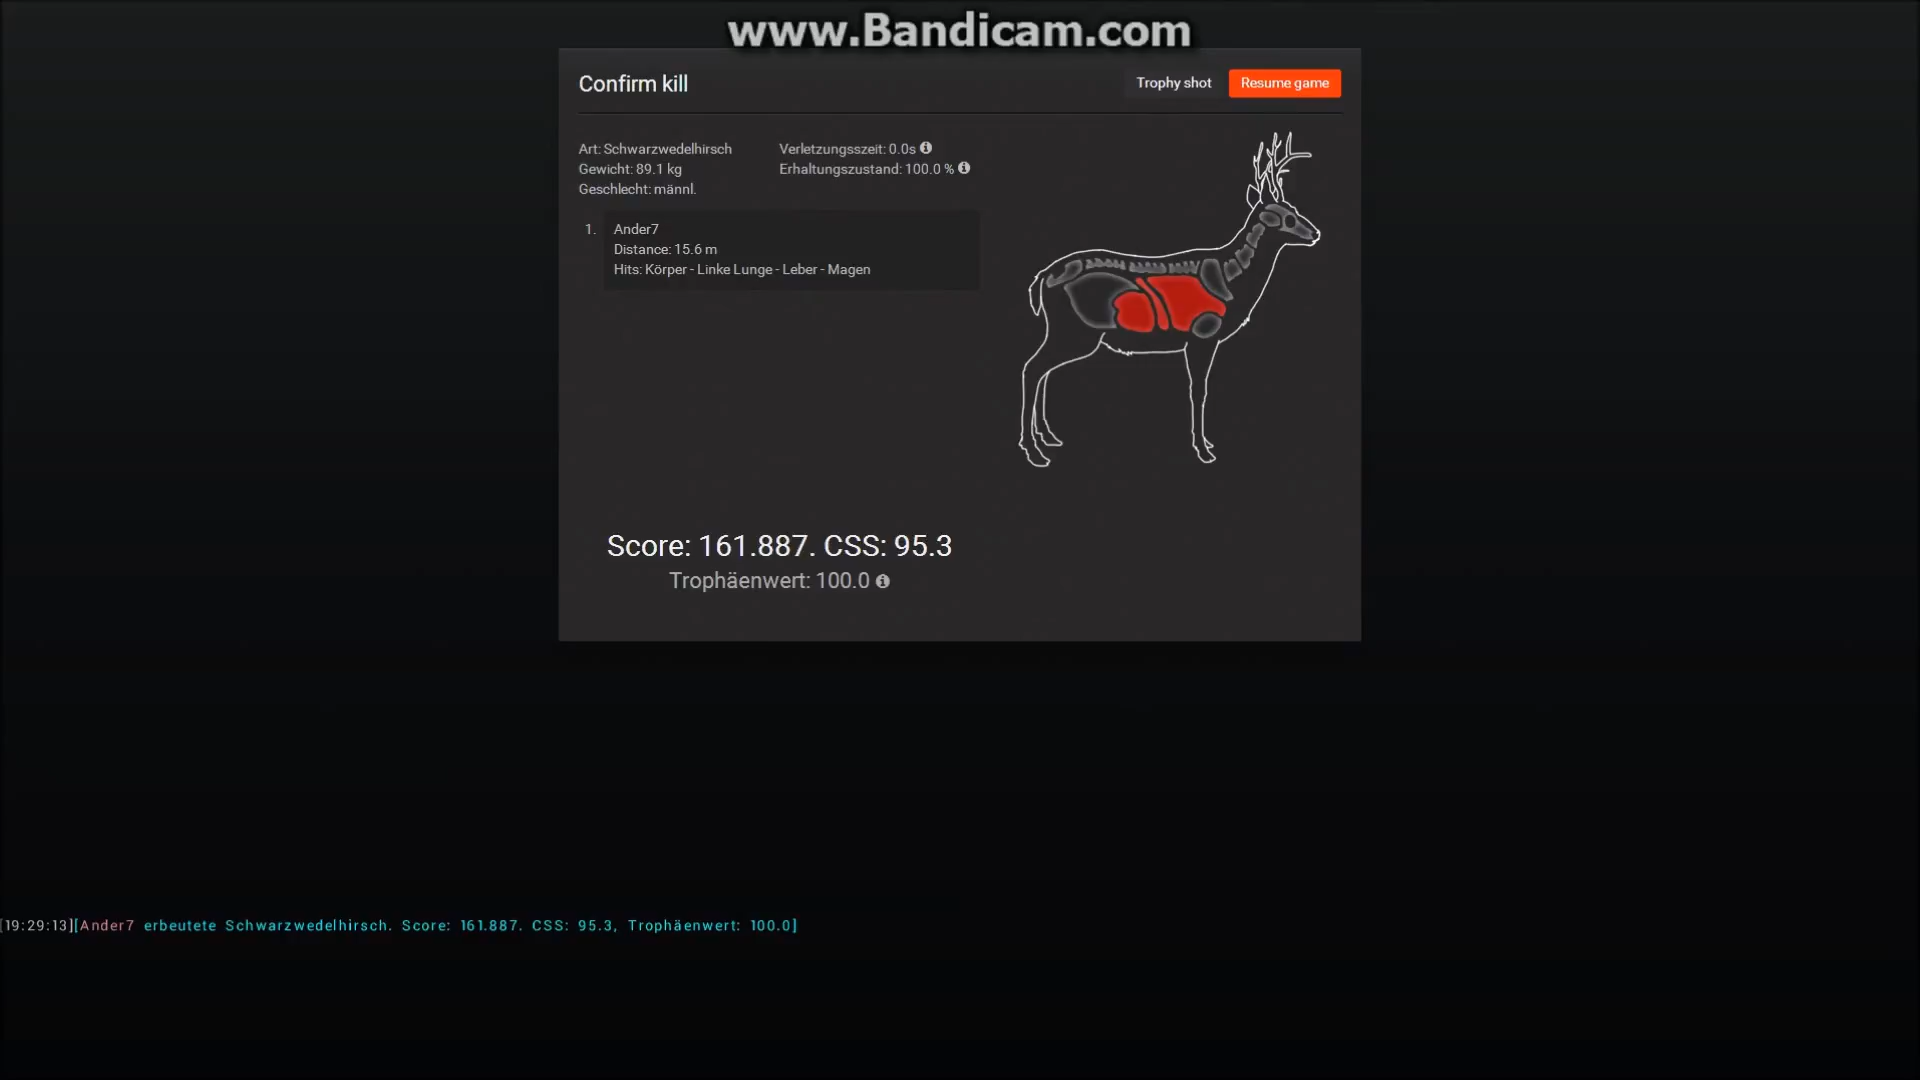 www.Bandicam.com
Confirm kill
Trophy shot
Resume game
Art: Schwarzwedelhirsch
Gewicht: 89.1 kg
Geschlecht: männl.
Verletzungsszeit: 0.0s
Erhaltungszustand: 100.0 %
1. Ander7
Distance: 15.6 m
Hits: Körper - Linke Lunge - Leber - Magen
Score: 161.887. CSS: 95.3
Trophäenwert: 100.0
[19:29:13][Ander7 erbeutete Schwarzwedelhirsch. Score: 161.887. CSS: 95.3, Trophäenwert: 100.0]